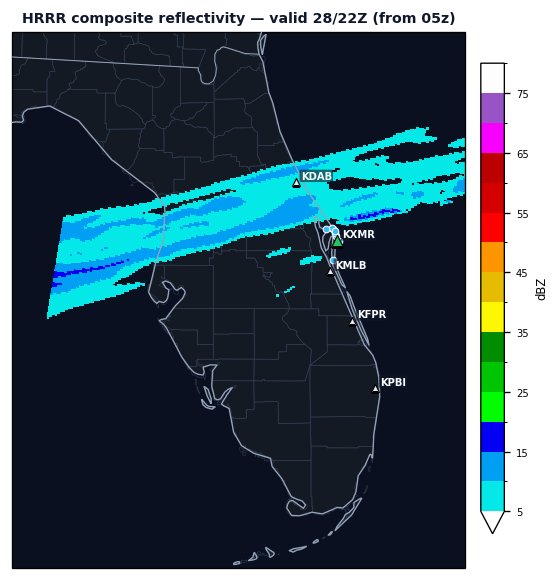 HRRR composite reflectivity — valid 28/22Z (from 05z)
KDAB
KXMR
KMLB
KFPR
KPBI
75
65
55
45
35
25
15
5
dBZ